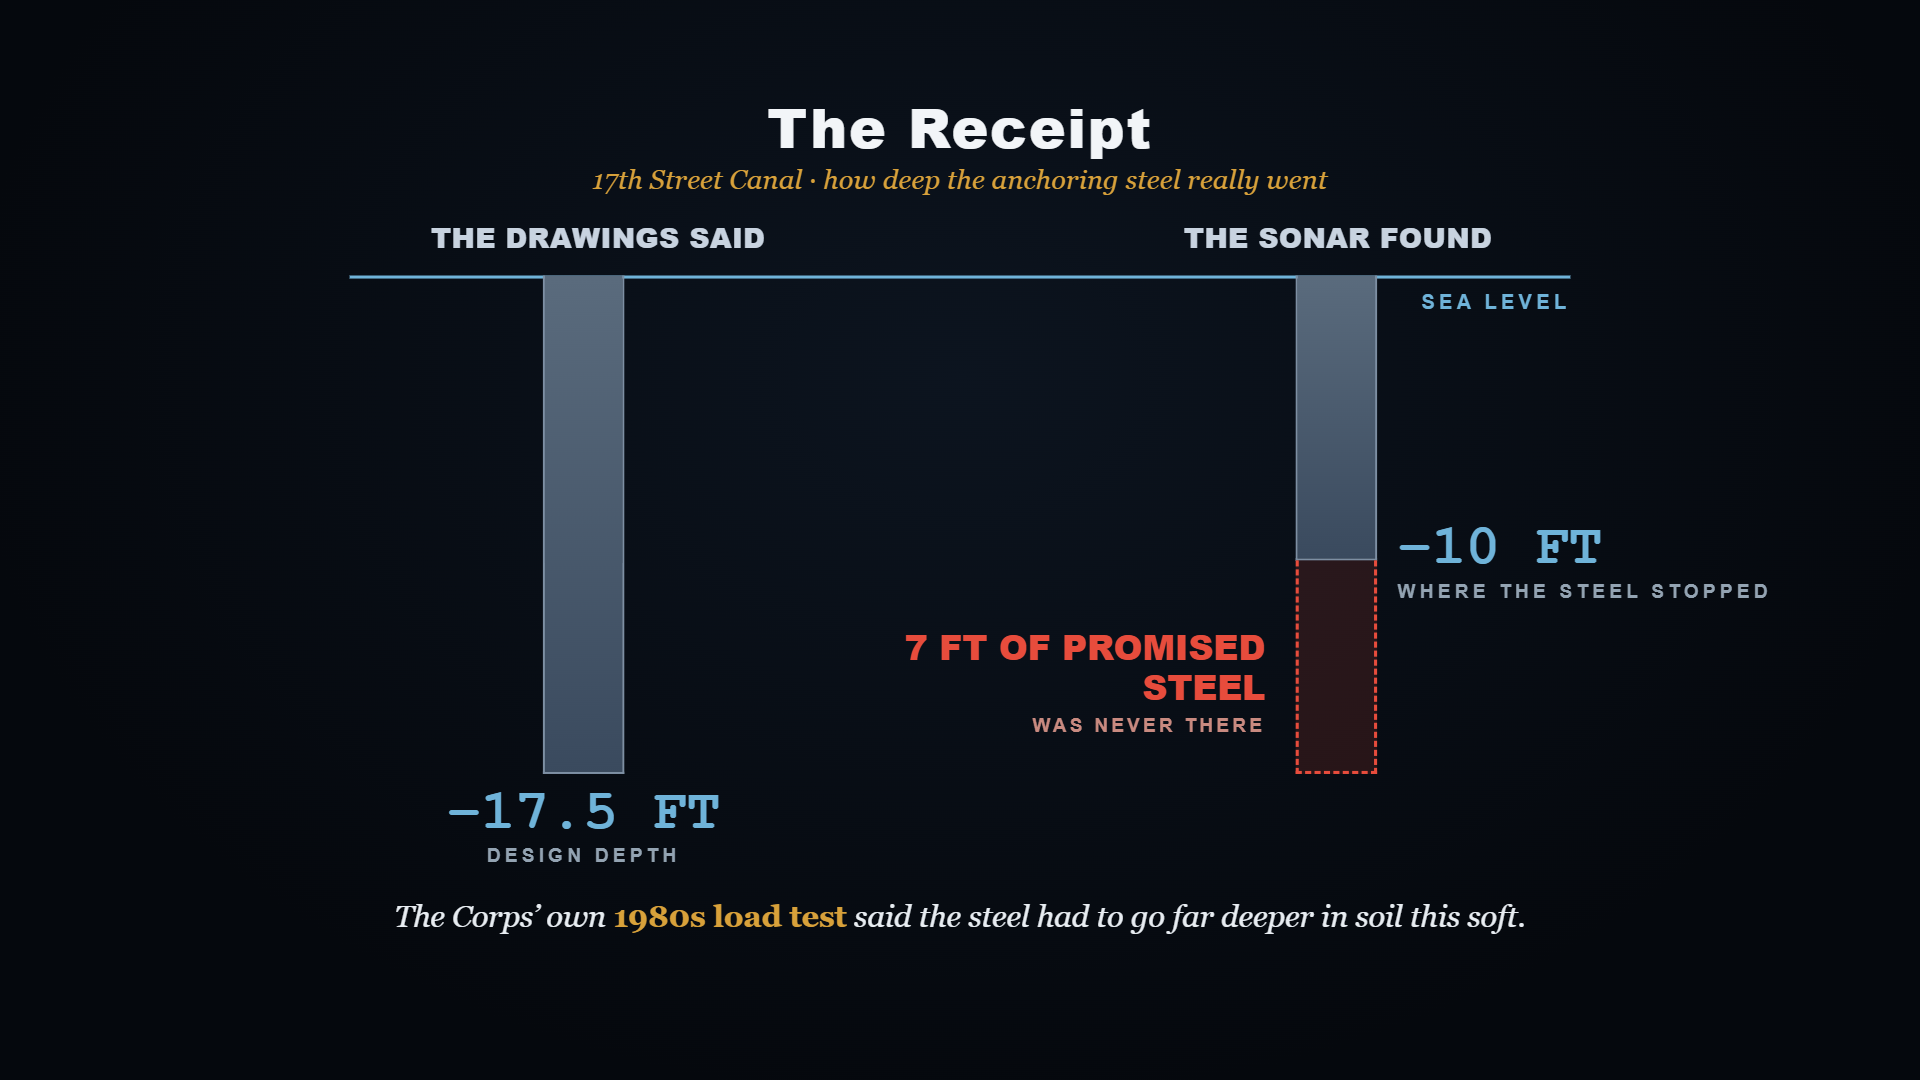 The Receipt
17th Street Canal · how deep the anchoring steel really went
THE DRAWINGS SAID
THE SONAR FOUND
SEA LEVEL
−10 FT
WHERE THE STEEL STOPPED
7 FT OF PROMISED
STEEL
WAS NEVER THERE
−17.5 FT
DESIGN DEPTH
The Corps’ own 1980s load test said the steel had to go far deeper in soil this soft.